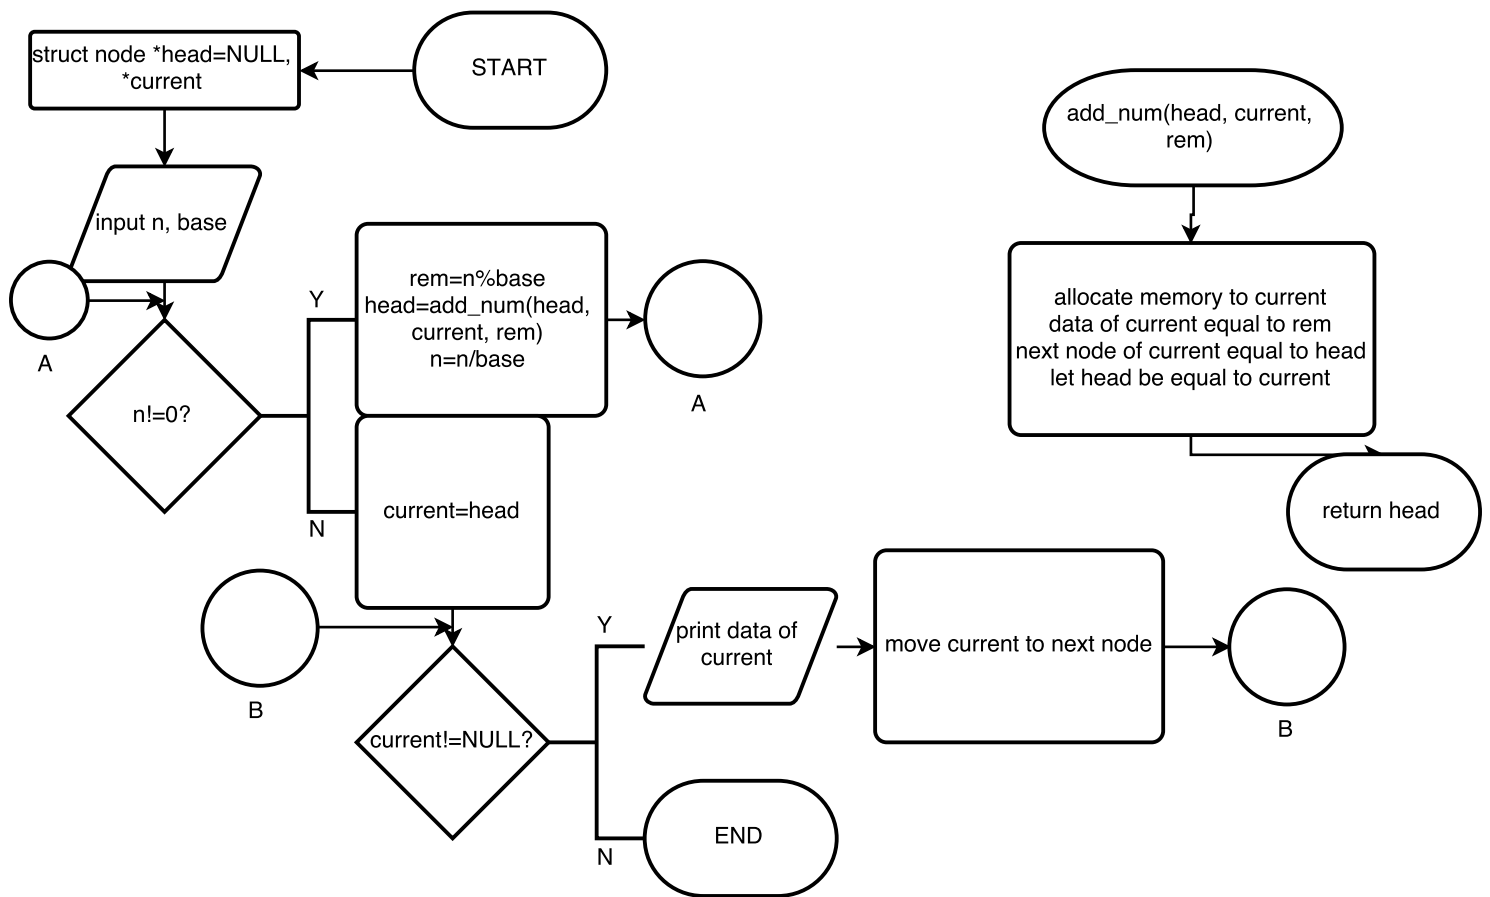 START
struct node *head=NULL,
*current
input n, base
A
n!=0?
Y
rem=n%base
head=add_num(head,
current, rem)
n=n/base
A
N
current=head
B
current!=NULL?
Y
print data of
current
move current to next node
B
N
END
add_num(head, current,
rem)
allocate memory to current
data of current equal to rem
next node of current equal to head
let head be equal to current
return head